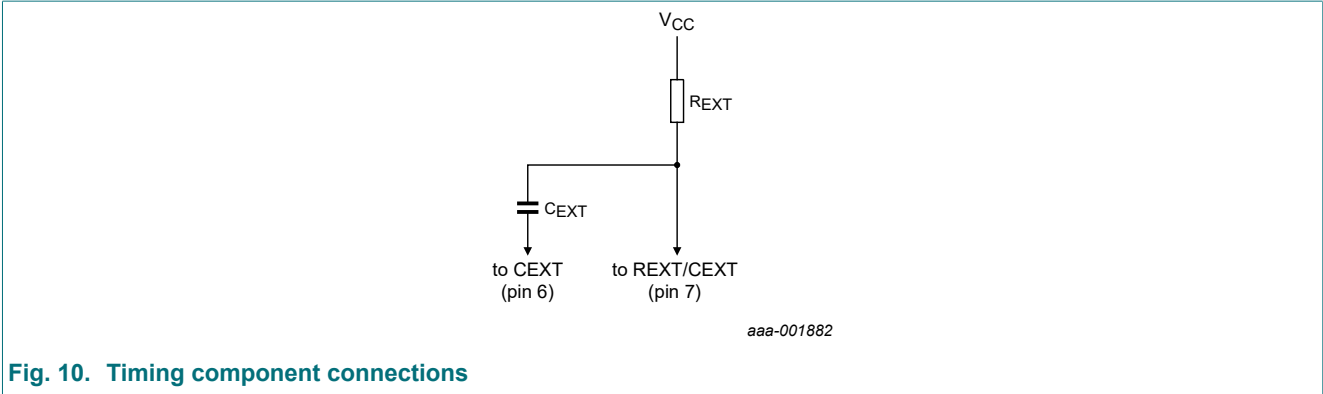 VCC
REXT
CEXT
to CEXT
(pin 6)
to REXT/CEXT
(pin 7)
aaa-001882
Fig. 10. Timing component connections